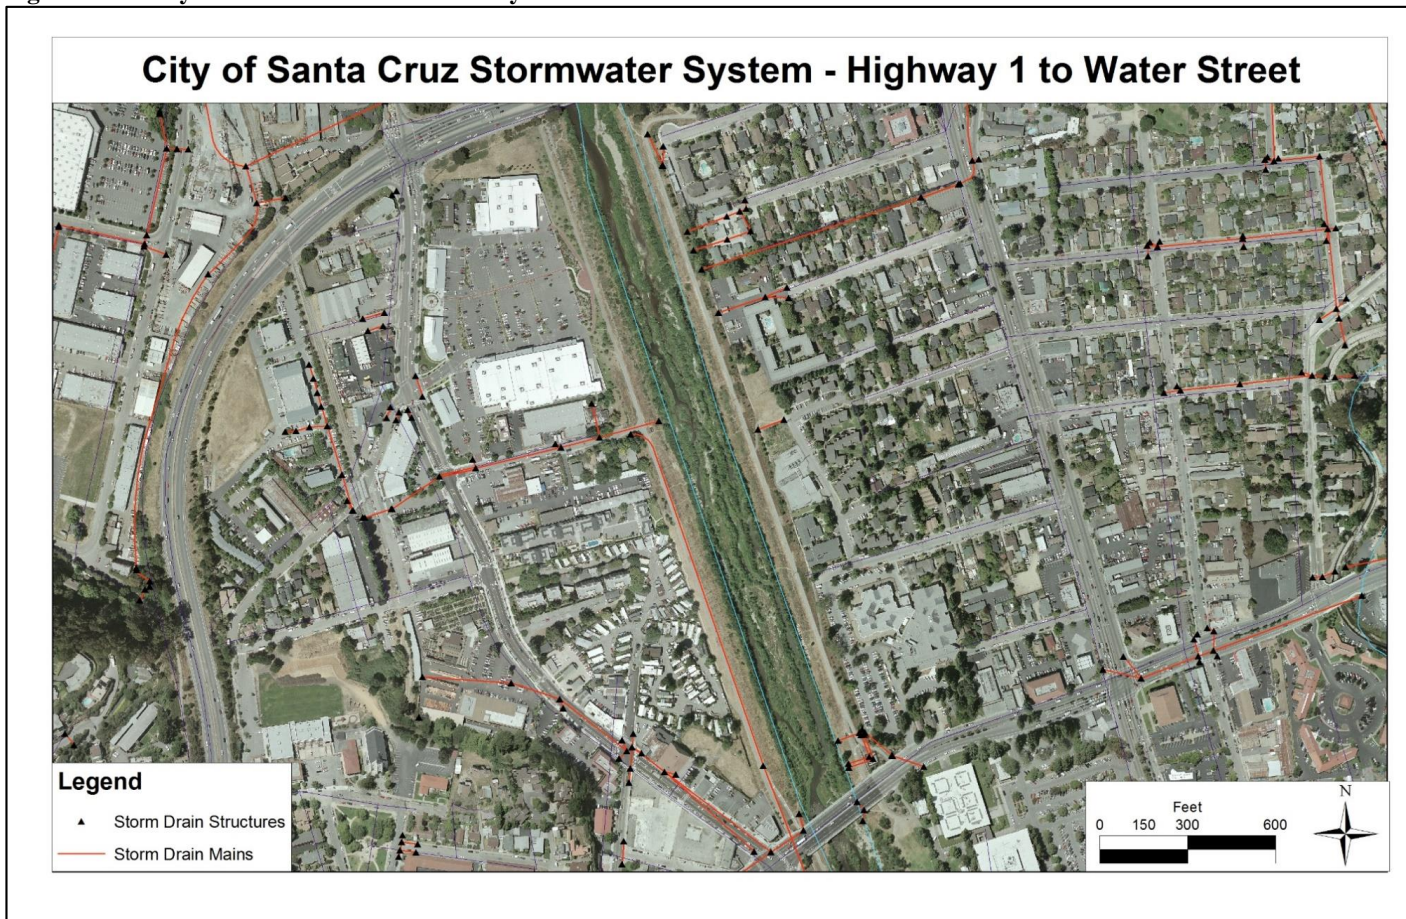 City of Santa Cruz Stormwater System - Highway 1 to Water Street
Legend
Storm Drain Structures
Storm Drain Mains
N
Feet
0 150 300 600